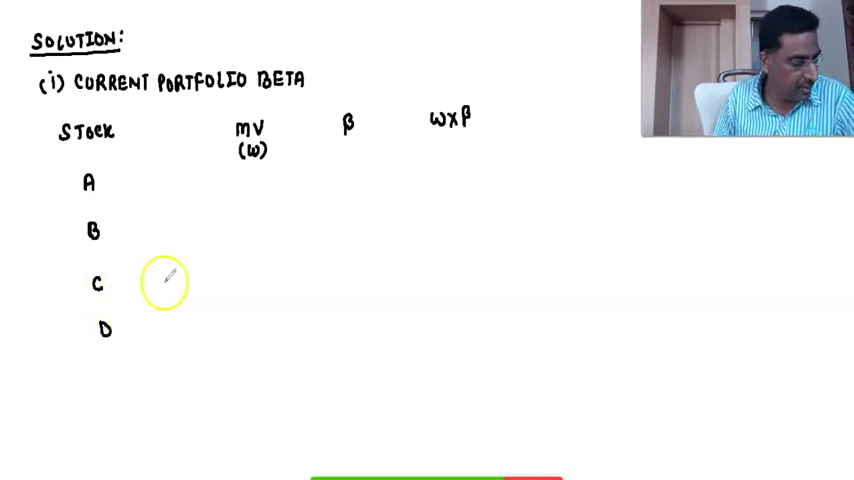 SOLUTION:
(i) CURRENT PORTFOLIO BETA
STOCK MV β W×β
(W)
A
B
C
D